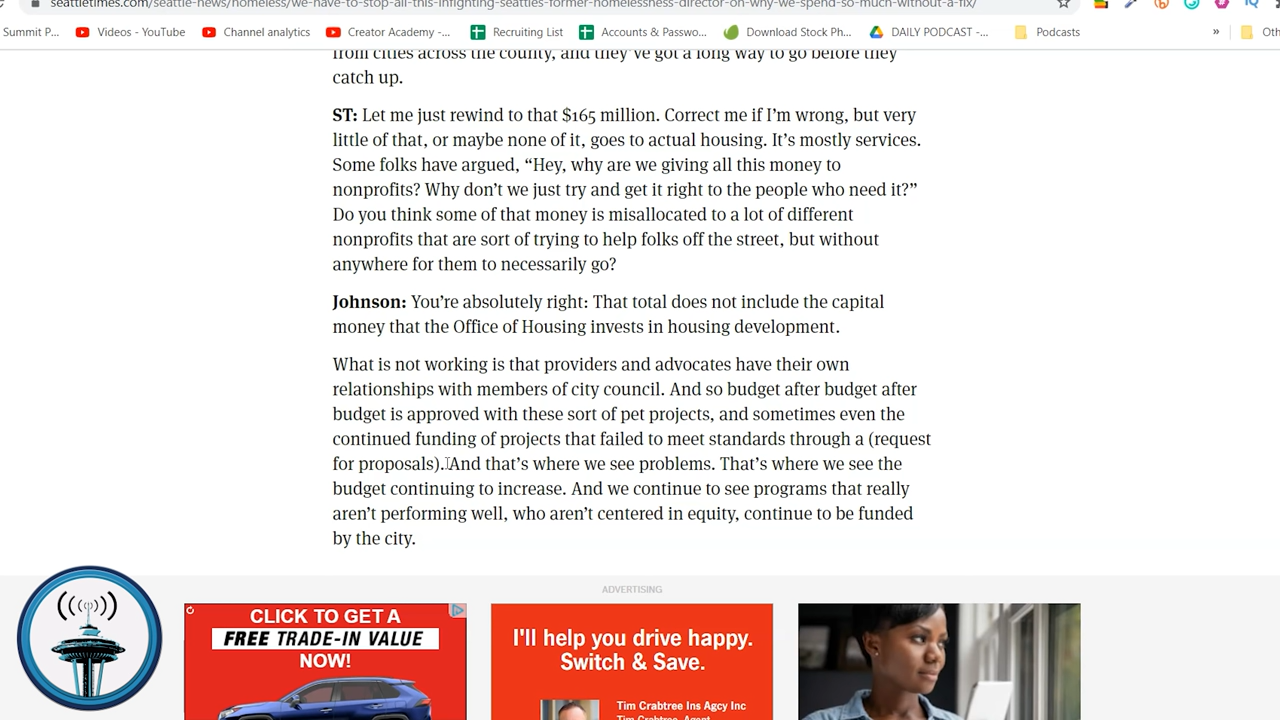 seattletimes.com/seattle-news/homeless/we-have-to-stop-all-this-infighting-seattles-former-homelessness-director-on-why-we-spend-so-much-without-a-fix/
Summit P... Videos - YouTube Channel analytics Creator Academy -... Recruiting List Accounts & Passwo... Download Stock Ph... DAILY PODCAST -... Podcasts » Oth
from cities across the county, and they've got a long way to go before they
catch up.
ST: Let me just rewind to that $165 million. Correct me if I'm wrong, but very
little of that, or maybe none of it, goes to actual housing. It's mostly services.
Some folks have argued, “Hey, why are we giving all this money to
nonprofits? Why don't we just try and get it right to the people who need it?”
Do you think some of that money is misallocated to a lot of different
nonprofits that are sort of trying to help folks off the street, but without
anywhere for them to necessarily go?
Johnson: You're absolutely right: That total does not include the capital
money that the Office of Housing invests in housing development.
What is not working is that providers and advocates have their own
relationships with members of city council. And so budget after budget after
budget is approved with these sort of pet projects, and sometimes even the
continued funding of projects that failed to meet standards through a (request
for proposals). And that's where we see problems. That's where we see the
budget continuing to increase. And we continue to see programs that really
aren't performing well, who aren't centered in equity, continue to be funded
by the city.
ADVERTISING
CLICK TO GET A
FREE TRADE-IN VALUE
NOW!
I'll help you drive happy.
Switch & Save.
Tim Crabtree Ins Agcy Inc
Tim Crabtree, Agent